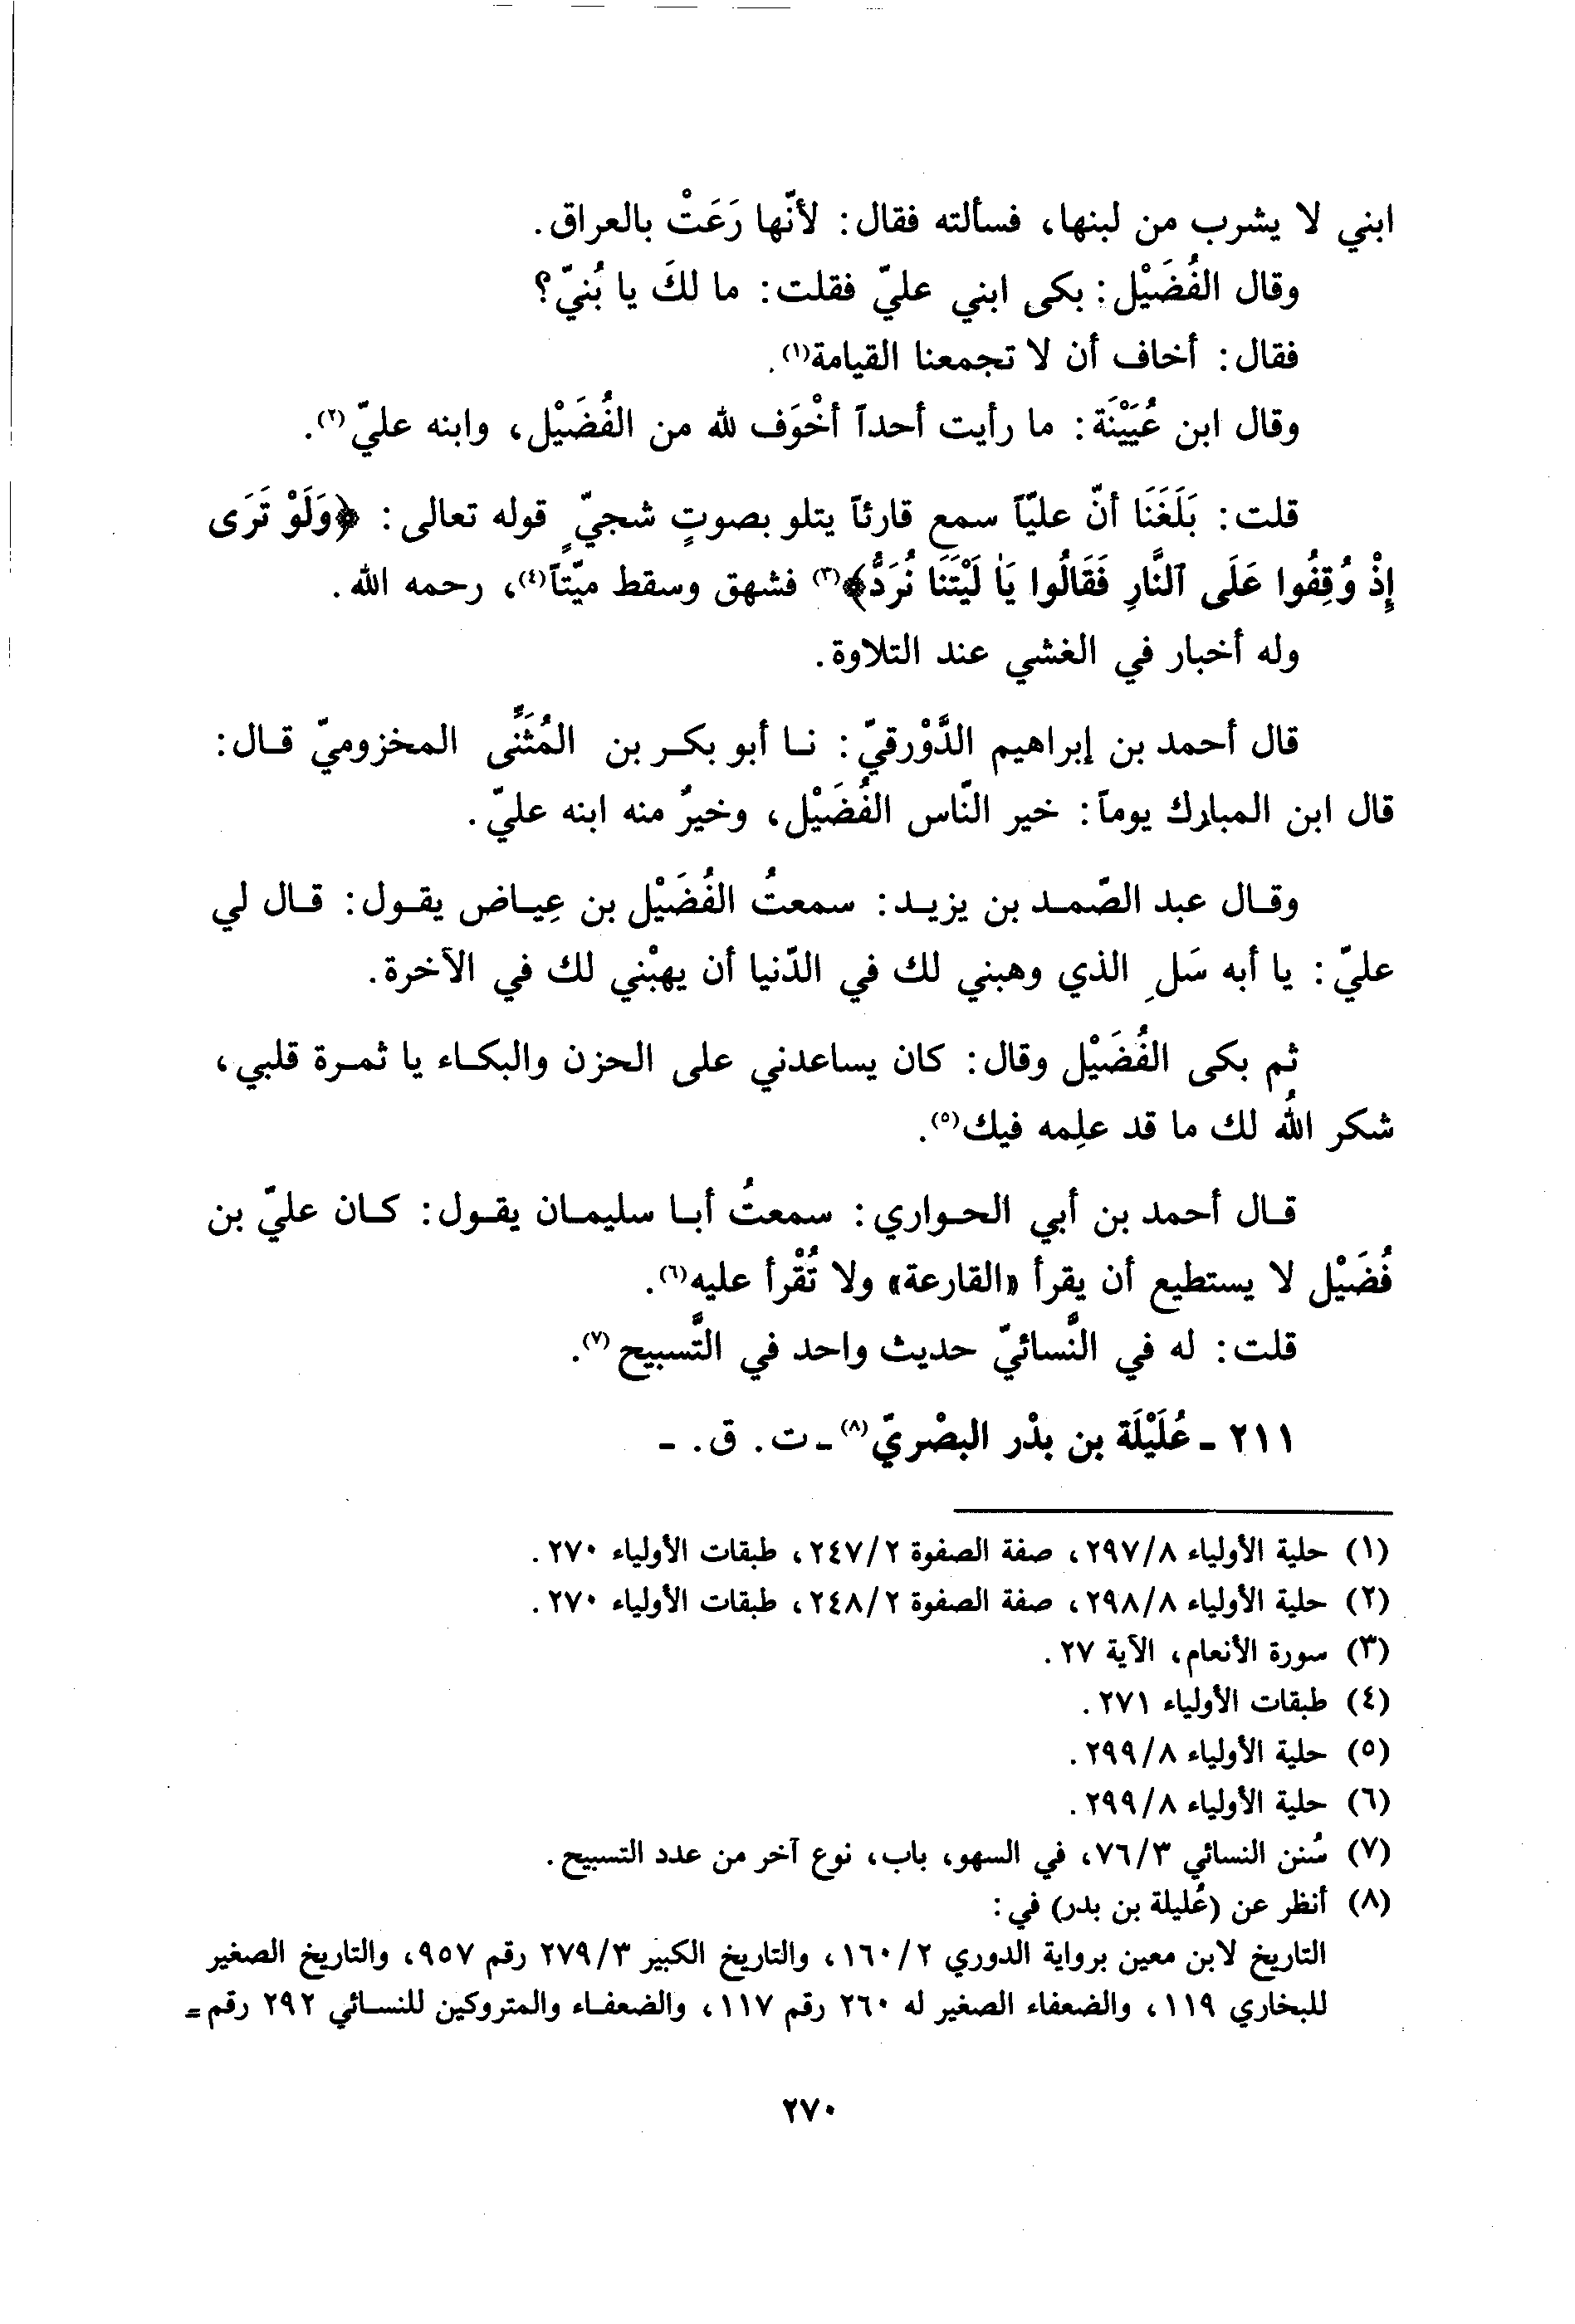 ابني لا يشرب من لبنها، فسألته فقال: لأنّها رَعَتْ بالعراق.
وقال الفُضَيْل: بكى ابني عليّ فقلت: ما لكَ يا بُنيّ؟
فقال: أخاف أن لا تجمعنا القيامة(١).
وقال ابن عُيَيْنَة: ما رأيت أحداً أخْوَف لله من الفُضَيْل، وابنه عليّ(٢).
قلت: بَلَغَنَا أنّ عليّاً سمع قارئاً يتلو بصوتٍ شجيٍّ قوله تعالى: ﴿وَلَوْ تَرَى
إِذْ وُقِفُوا عَلَى ٱلنَّارِ فَقَالُوا يَا لَيْتَنَا نُرَدُّ﴾(٣) فشهق وسقط ميّتاً(٤)، رحمه الله.
وله أخبار في الغشي عند التلاوة.
قال أحمد بن إبراهيم الدَّوْرقيّ: نا أبو بكر بن المُثَنَّى المخزوميّ قال:
قال ابن المبارك يوماً: خير النّاس الفُضَيْل، وخيرٌ منه ابنه عليّ.
وقال عبد الصّمد بن يزيد: سمعتُ الفُضَيْل بن عِياض يقول: قال لي
عليّ: يا أبه سَلِ الذي وهبني لك في الدّنيا أن يهبْني لك في الآخرة.
ثم بكى الفُضَيْل وقال: كان يساعدني على الحزن والبكاء يا ثمرة قلبي،
شكر اللهُ لك ما قد علِمه فيك(٥).
قال أحمد بن أبي الحواري: سمعتُ أبا سليمان يقول: كان عليّ بن
فُضَيْل لا يستطيع أن يقرأ «القارعة» ولا تُقْرأ عليه(٦).
قلت: له في النَّسائيّ حديث واحد في التَّسبيح(٧).
٢١١ - عُلَيْلَة بن بدْر البصْريّ(٨) - ت. ق. -
(١) حلية الأولياء ٢٩٧/٨، صفة الصفوة ٢٤٧/٢، طبقات الأولياء ٢٧٠.
(٢) حلية الأولياء ٢٩٨/٨، صفة الصفوة ٢٤٨/٢، طبقات الأولياء ٢٧٠.
(٣) سورة الأنعام، الآية ٢٧.
(٤) طبقات الأولياء ٢٧١.
(٥) حلية الأولياء ٢٩٩/٨.
(٦) حلية الأولياء ٢٩٩/٨.
(٧) سُنن النسائي ٧٦/٣، في السهو، باب، نوع آخر من عدد التسبيح.
(٨) أنظر عن (عُليلة بن بدر) في:
التاريخ لابن معين برواية الدوري ١٦٠/٢، والتاريخ الكبير ٢٧٩/٣ رقم ٩٥٧، والتاريخ الصغير
للبخاري ١١٩، والضعفاء الصغير له ٢٦٠ رقم ١١٧، والضعفاء والمتروكين للنسائي ٢٩٢ رقم =
٢٧٠